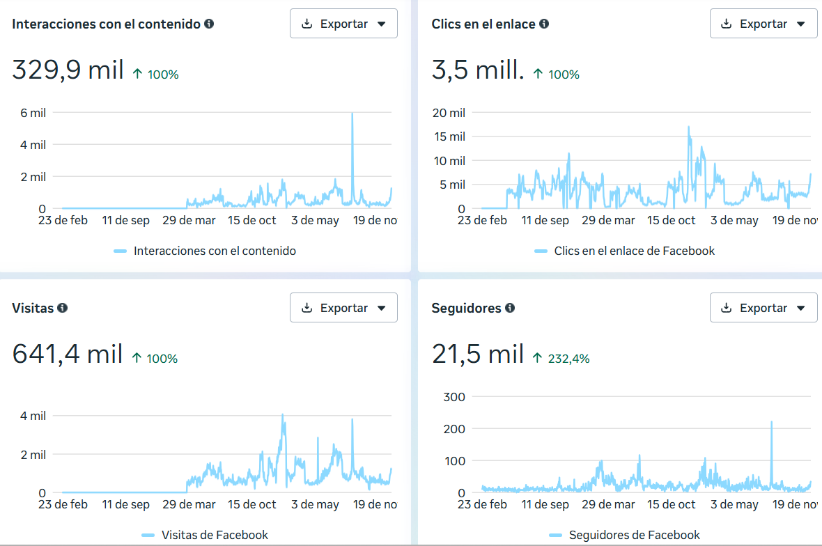 Interacciones con el contenido
Exportar
329,9 mil 100%
6 mil
4 mil
2 mil
0
23 de feb 11 de sep 29 de mar 15 de oct 3 de may 19 de no
Interacciones con el contenido
Clics en el enlace
Exportar
3,5 mill. 100%
20 mil
15 mil
10 mil
5 mil
0
23 de feb 11 de sep 29 de mar 15 de oct 3 de may 19 de nov
Clics en el enlace de Facebook
Visitas
Exportar
641,4 mil 100%
4 mil
2 mil
0
23 de feb 11 de sep 29 de mar 15 de oct 3 de may 19 de no
Visitas de Facebook
Seguidores
Exportar
21,5 mil 232,4%
300
200
100
0
23 de feb 11 de sep 29 de mar 15 de oct 3 de may 19 de nov
Seguidores de Facebook